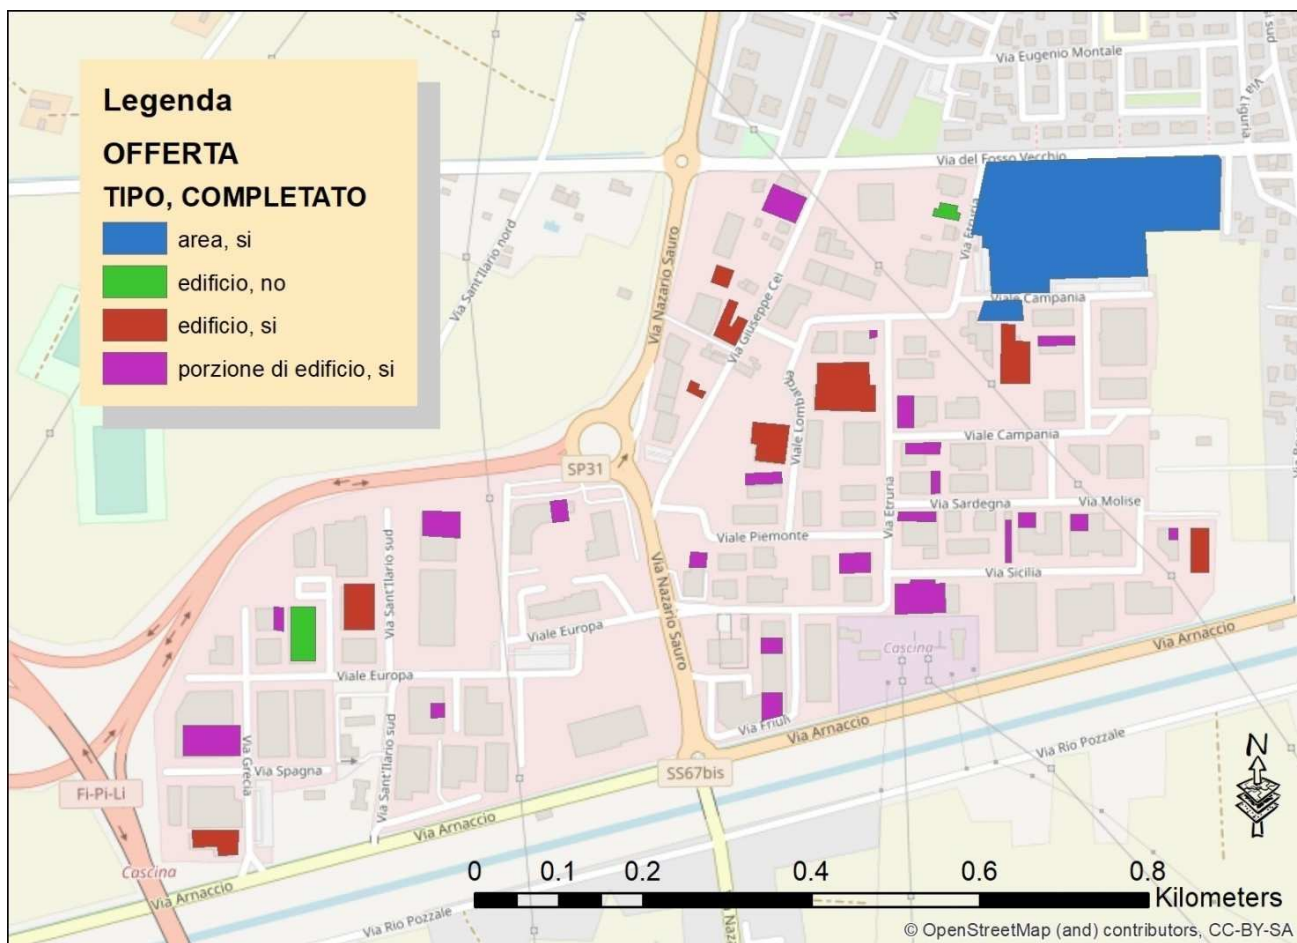 Legenda
OFFERTA
TIPO, COMPLETATO
area, si
edificio, no
edificio, si
porzione di edificio, si
Via Eugenio Montale
Via Liguria
Via del Fosso Vecchio
Via Sant'Ilario nord
Via Nazario Sauro
Via Giuseppe Cei
Via Etruria
Viale Campania
Viale Lombardia
Viale Campania
SP31
Via Sardegna
Via Molise
Via Etruria
Viale Piemonte
Via Sicilia
Via Sant'Ilario sud
Via Nazario Sauro
Viale Europa
Cascina
Via Arnaccio
Viale Europa
Via Friuli
Via Arnaccio
Via Grecia
Via Spagna
Via Sant'Ilario sud
SS67bis
Via Rio Pozzale
N
Fi-Pi-Li
Via Arnaccio
Cascina
0 0.1 0.2 0.4 0.6 0.8
Kilometers
Via Arnaccio
Via Rio Pozzale
© OpenStreetMap (and) contributors, CC-BY-SA